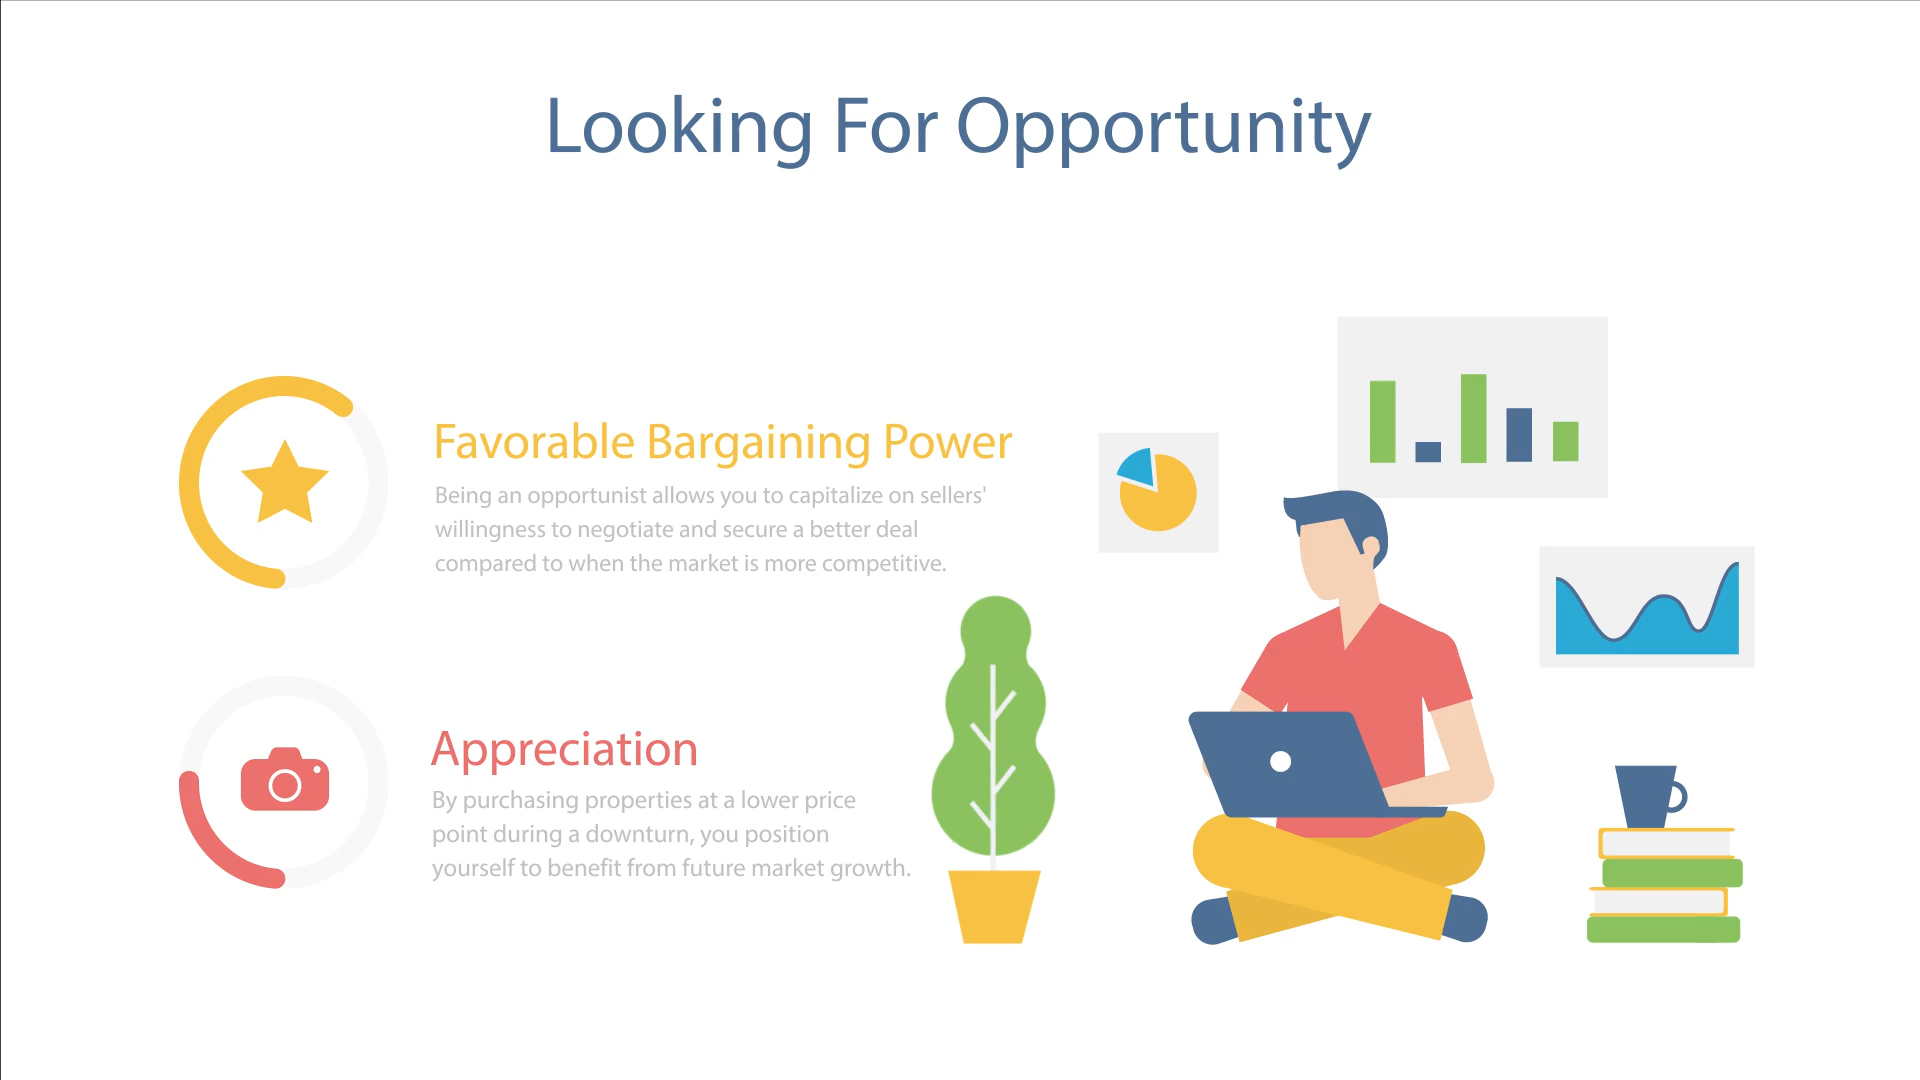 Looking For Opportunity
Favorable Bargaining Power
Being an opportunist allows you to capitalize on sellers'
willingness to negotiate and secure a better deal
compared to when the market is more competitive.
Appreciation
By purchasing properties at a lower price
point during a downturn, you position
yourself to benefit from future market growth.